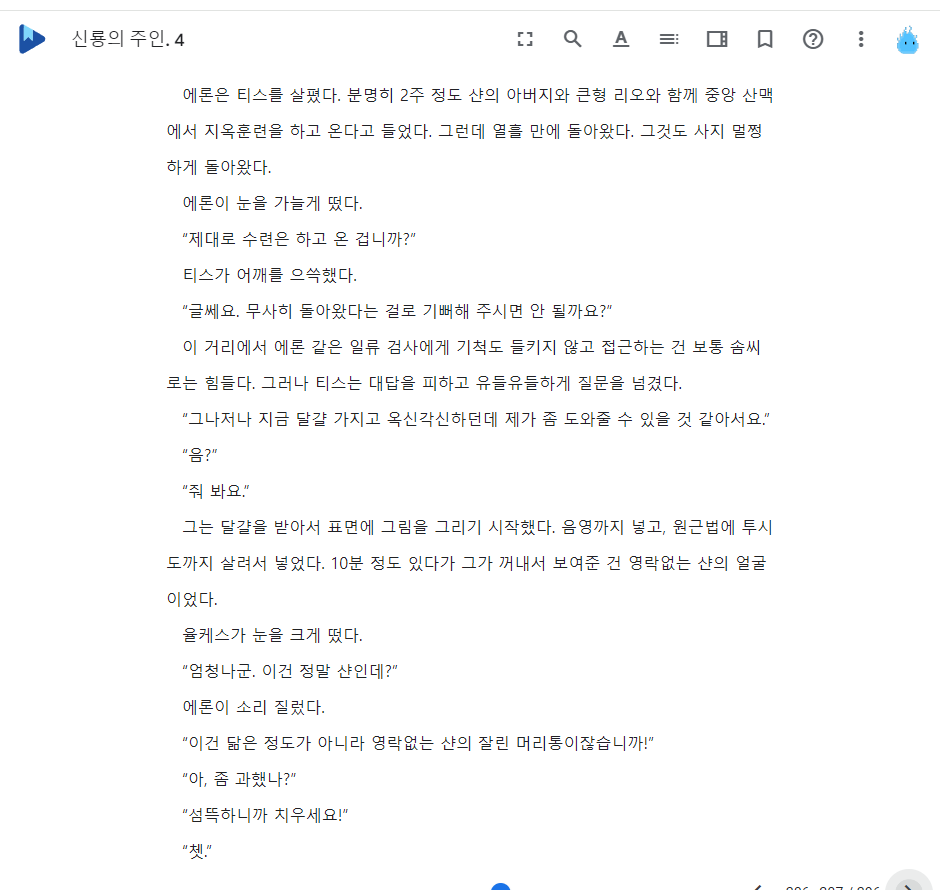 신룡의 주인. 4
에론은 티스를 살폈다. 분명히 2주 정도 샨의 아버지와 큰형 리오와 함께 중앙 산맥
에서 지옥훈련을 하고 온다고 들었다. 그런데 열흘 만에 돌아왔다. 그것도 사지 멀쩡
하게 돌아왔다.
에론이 눈을 가늘게 떴다.
“제대로 수련은 하고 온 겁니까?”
티스가 어깨를 으쓱했다.
“글쎄요. 무사히 돌아왔다는 걸로 기뻐해 주시면 안 될까요?”
이 거리에서 에론 같은 일류 검사에게 기척도 들키지 않고 접근하는 건 보통 솜씨
로는 힘들다. 그러나 티스는 대답을 피하고 유들유들하게 질문을 넘겼다.
“그나저나 지금 달걀 가지고 옥신각신하던데 제가 좀 도와줄 수 있을 것 같아서요.”
“음?”
“줘 봐요.”
그는 달걀을 받아서 표면에 그림을 그리기 시작했다. 음영까지 넣고, 원근법에 투시
도까지 살려서 넣었다. 10분 정도 있다가 그가 꺼내서 보여준 건 영락없는 샨의 얼굴
이었다.
율케스가 눈을 크게 떴다.
“엄청나군. 이건 정말 샨인데?”
에론이 소리 질렀다.
“이건 닮은 정도가 아니라 영락없는 샨의 잘린 머리통이잖습니까!”
“아, 좀 과했나?”
“섬뜩하니까 치우세요!”
“쳇.”